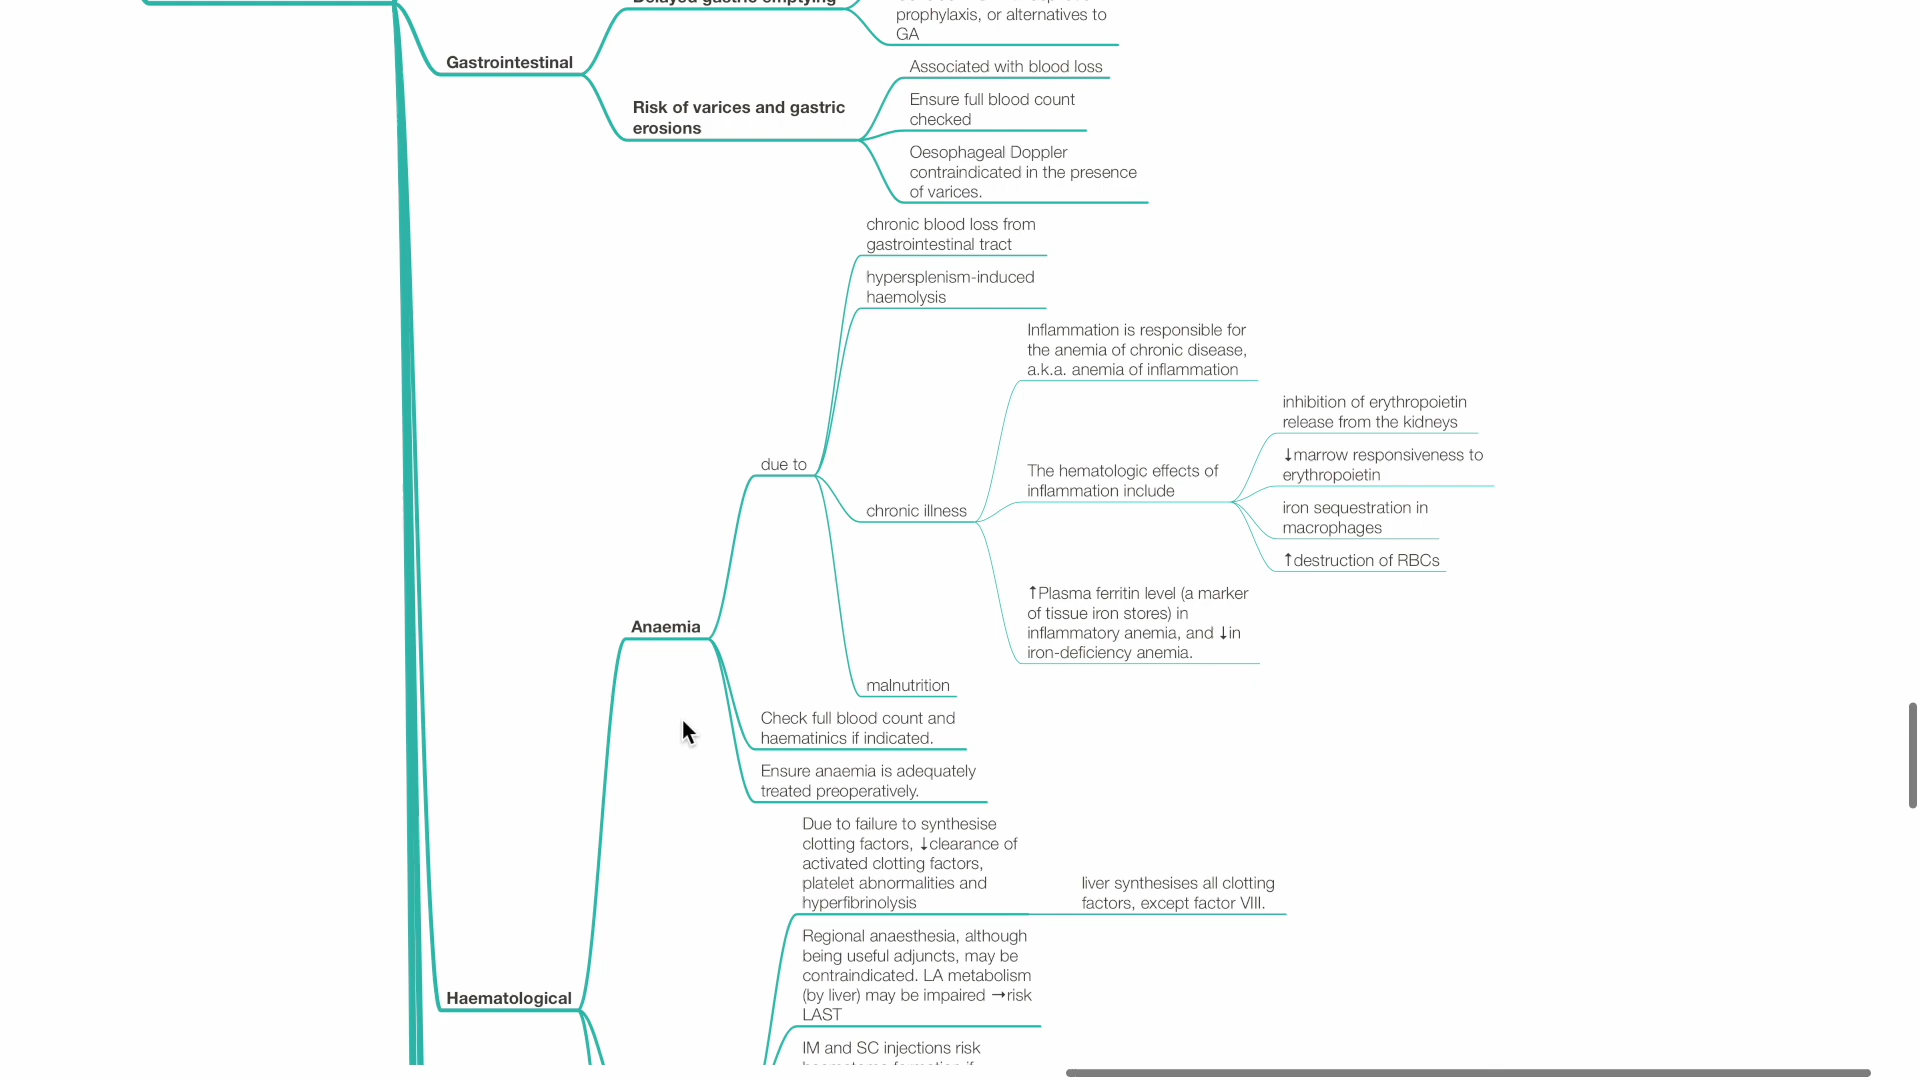 prophylaxis, or alternatives to
GA
Gastrointestinal
Associated with blood loss
Risk of varices and gastric
erosions
Ensure full blood count
checked
Oesophageal Doppler
contraindicated in the presence
of varices.
chronic blood loss from
gastrointestinal tract
hypersplenism-induced
haemolysis
Inflammation is responsible for
the anemia of chronic disease,
a.k.a. anemia of inflammation
inhibition of erythropoietin
release from the kidneys
↓marrow responsiveness to
erythropoietin
due to
The hematologic effects of
inflammation include
chronic illness
iron sequestration in
macrophages
↑destruction of RBCs
↑Plasma ferritin level (a marker
of tissue iron stores) in
inflammatory anemia, and ↓in
iron-deficiency anemia.
Anaemia
malnutrition
Check full blood count and
haematinics if indicated.
Ensure anaemia is adequately
treated preoperatively.
Due to failure to synthesise
clotting factors, ↓clearance of
activated clotting factors,
platelet abnormalities and
hyperfibrinolysis
liver synthesises all clotting
factors, except factor VIII.
Regional anaesthesia, although
being useful adjuncts, may be
contraindicated. LA metabolism
(by liver) may be impaired →risk
LAST
Haematological
IM and SC injections risk